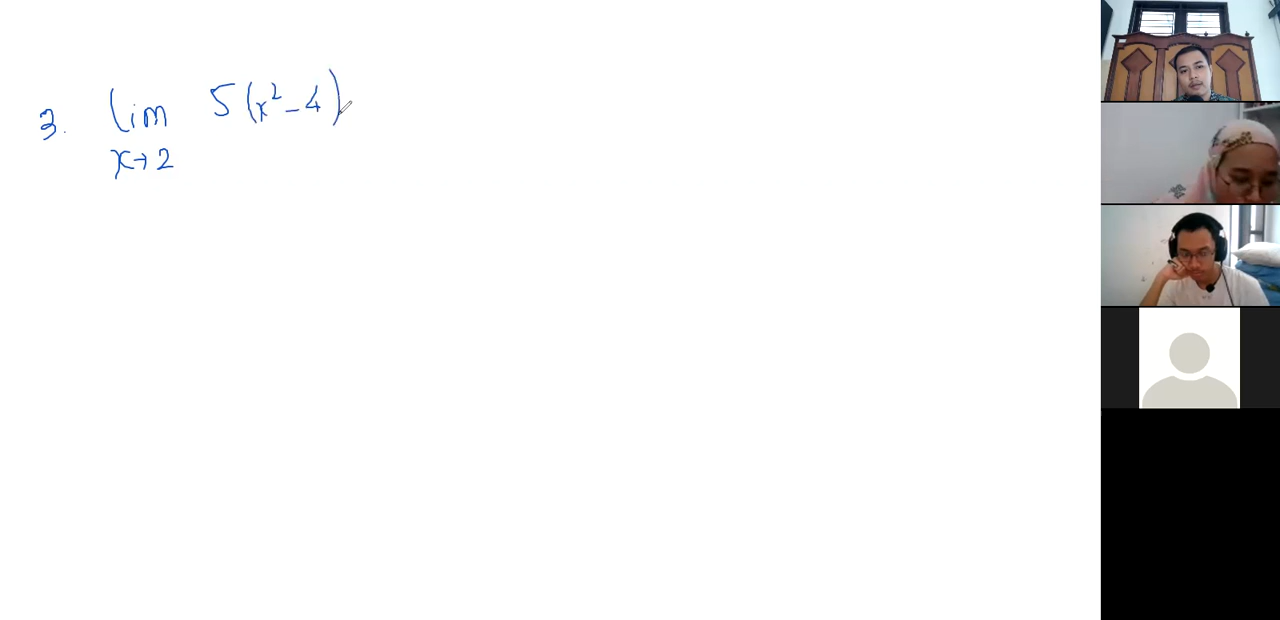 3. lim 5(x²-4)
x→2